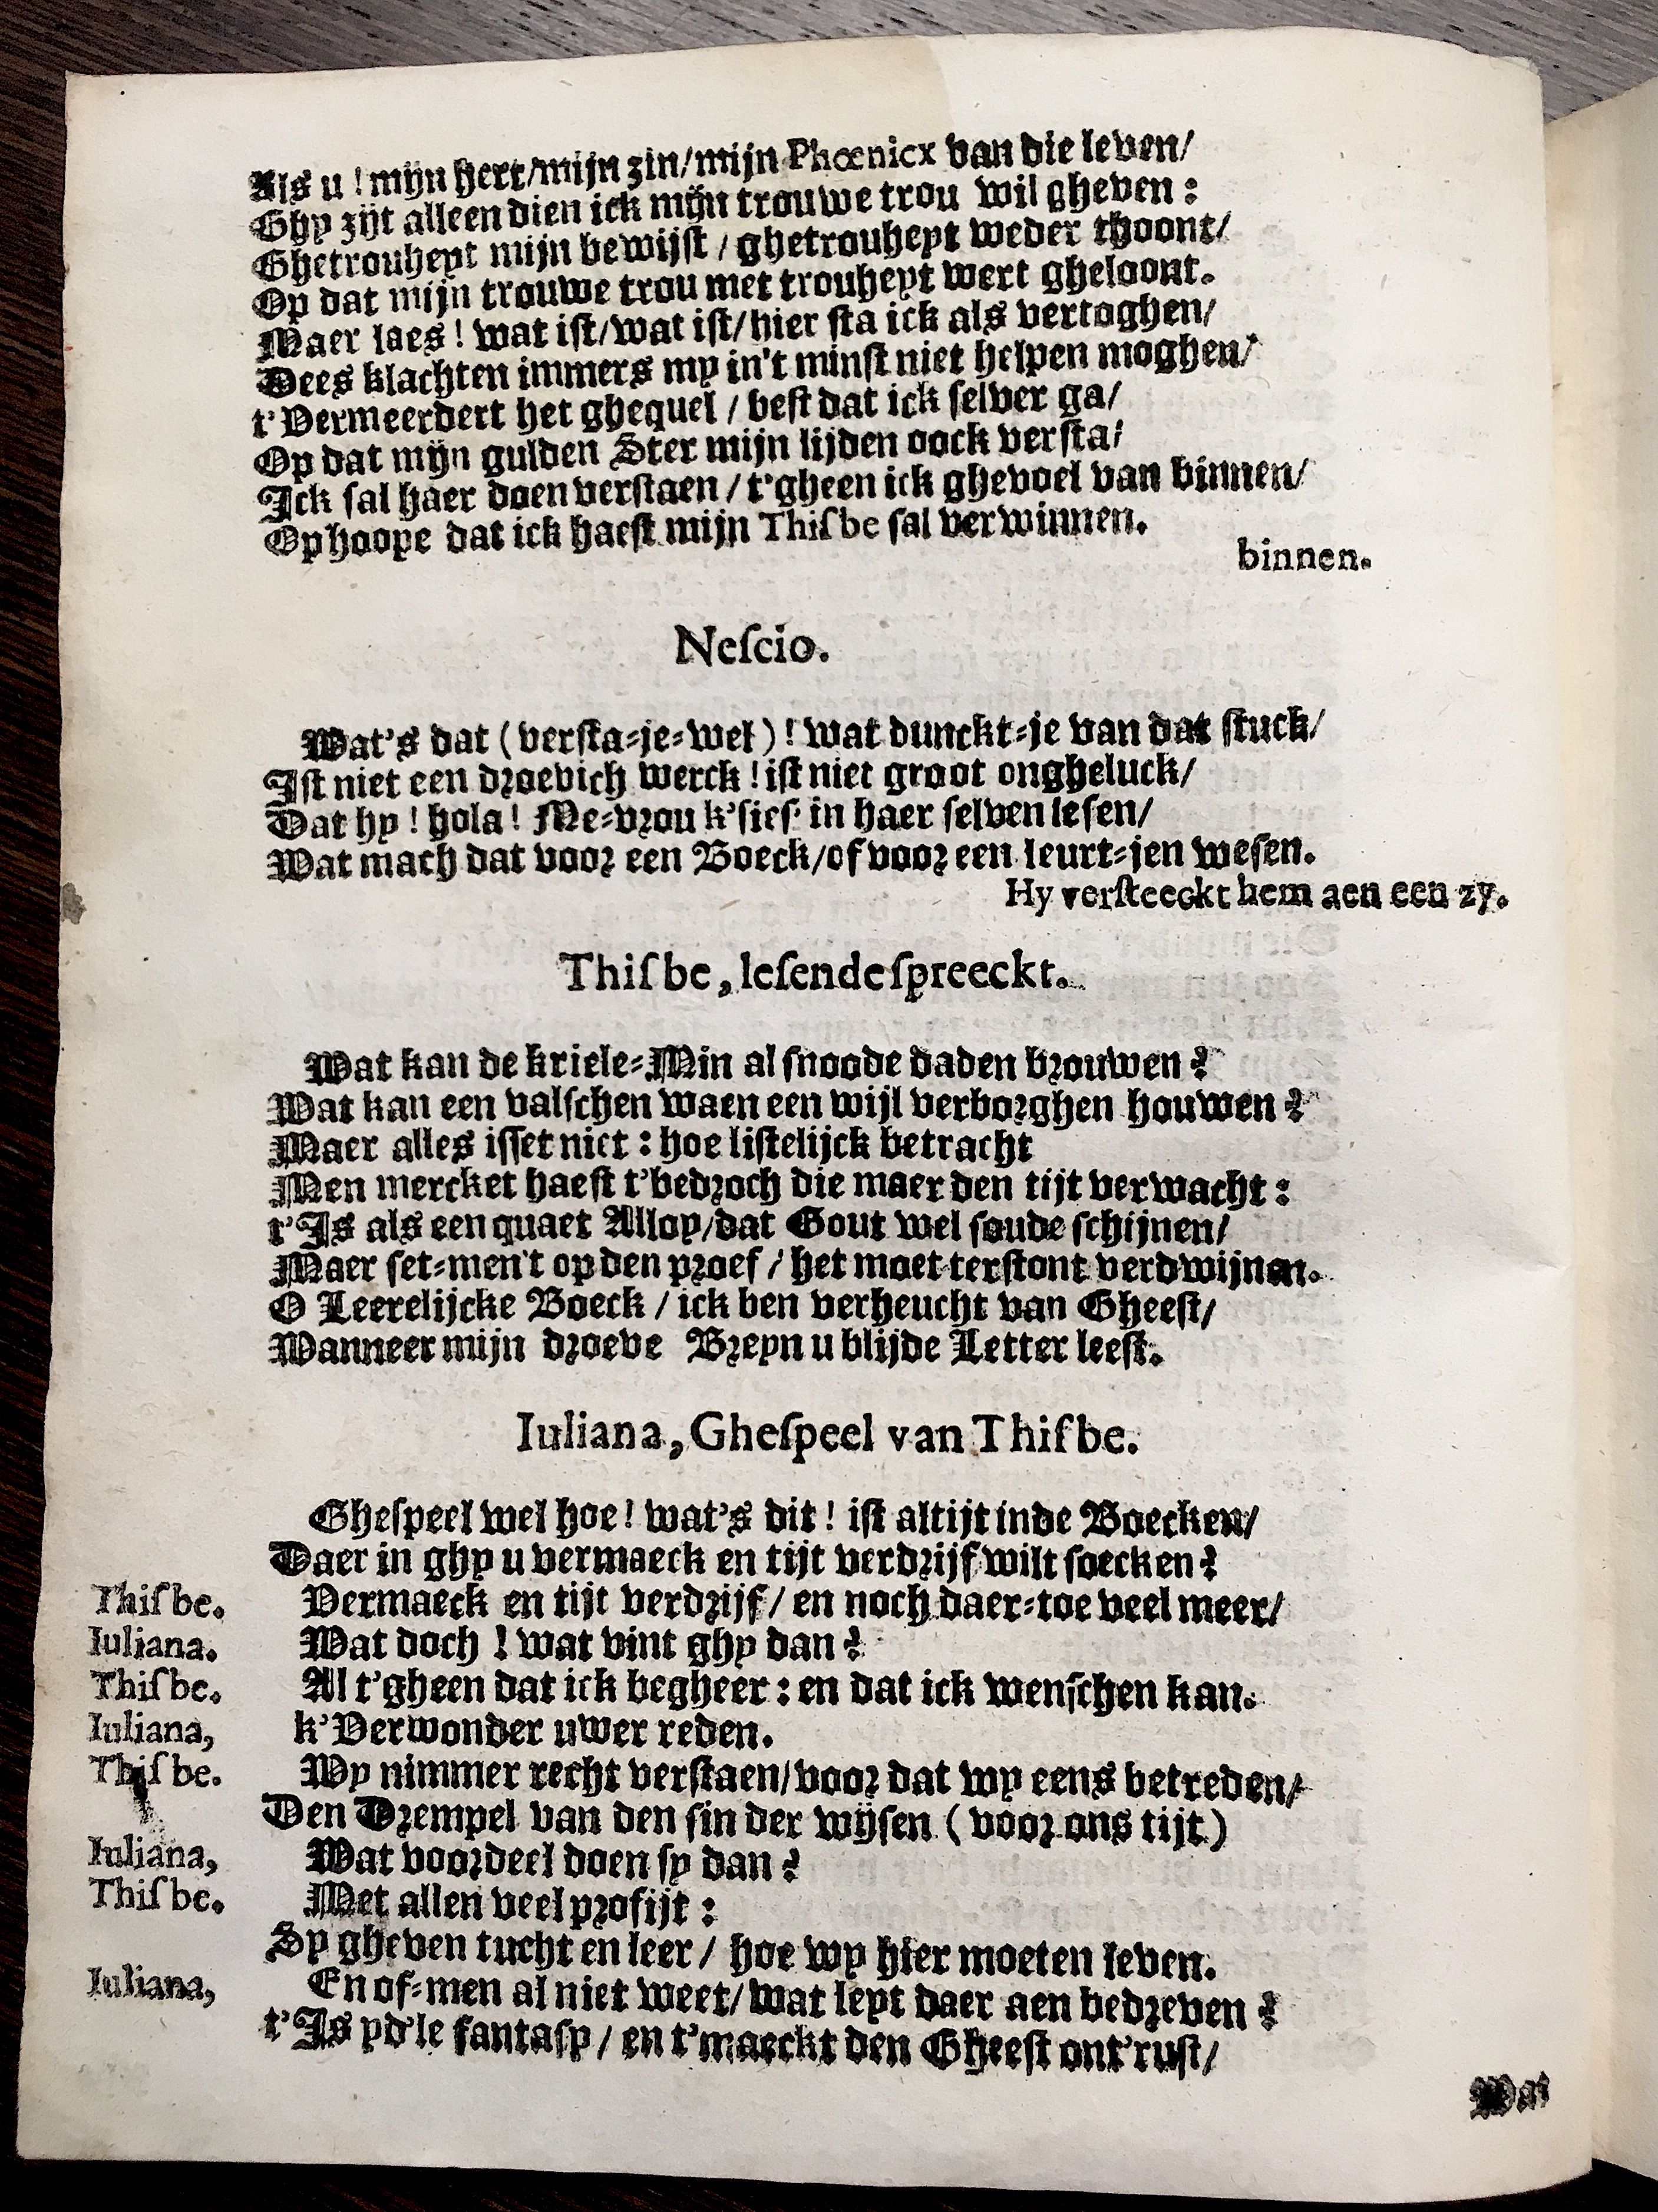 Als u ! mijn hert/mijn zin/mijn Phœnicx van die leven/
Ghy zijt alleen dien ick mijn trouwe trou wil gheven :
Ghetrouheyt mijn bewijst / ghetrouheyt weder thoont/
Op dat mijn trouwe trou met trouheyt wert gheloont.
Maer laes ! wat ist/wat ist/hier sta ick als vertoghen/
Dees klachten immers my in't minst niet helpen moghen/
t'Vermeerdert het ghequel / best dat ick selver ga/
Op dat mijn gulden Ster mijn lijden oock versta/
Ick sal haer doen verstaen / t'gheen ick ghevoel van binnen/
Op hoope dat ick haest mijn Thiſbe sal verwinnen.
binnen.
Neſcio.
Wat's dat ( versta-je-wel ) ! wat dunckt-je van dat stuck/
Ist niet een droevich werck ! ist niet groot ongheluck/
Dat hy ! hola ! Me-vrou k'sies in haer selven lesen/
Wat mach dat voor een Boeck/of voor een leurt-jen wesen.
Hy verſteeckt hem aen een zy.
Thiſbe, leſende ſpreeckt.
Wat kan de kriele-Min al snoode daden brouwen ?
Wat kan een valschen waen een wijl verborghen houwen ?
Maer alles isset niet : hoe listelijck betracht
Men mercket haest t'bedroch die maer den tijt verwacht :
t'Is als een quaet Alloy/dat Gout wel soude schijnen/
Maer set-men't op den proef / het moet terstont verdwijnen.
O Leerelijcke Boeck / ick ben verheucht van Gheest/
Wanneer mijn droeve Breyn u blijde Letter leest.
Iuliana, Gheſpeel van Thiſbe.
Ghespeel wel hoe ! wat's dit ! ist altijt inde Boecken/
Daer in ghy u vermaeck en tijt verdrijf wilt soecken ?
Thiſbe. Vermaeck en tijt verdrijf / en noch daer-toe veel meer/
Iuliana. Wat doch ! wat vint ghy dan ?
Thiſbe. Al t'gheen dat ick begheer : en dat ick wenschen kan.
Iuliana, k'Verwonder uwer reden.
Thiſbe. Wy nimmer recht verstaen/voor dat wy eens betreden/
Den Drempel van den sin der wijsen ( voor ons tijt )
Iuliana, Wat voordeel doen sy dan ?
Thiſbe. Met allen veel profijt :
Sy gheven tucht en leer / hoe wy hier moeten leven.
Iuliana, En of-men al niet weet/wat leyt daer aen bedreven ?
t'Is yd'le fantasy / en t'maeckt den Gheest ont'rust/
Wat